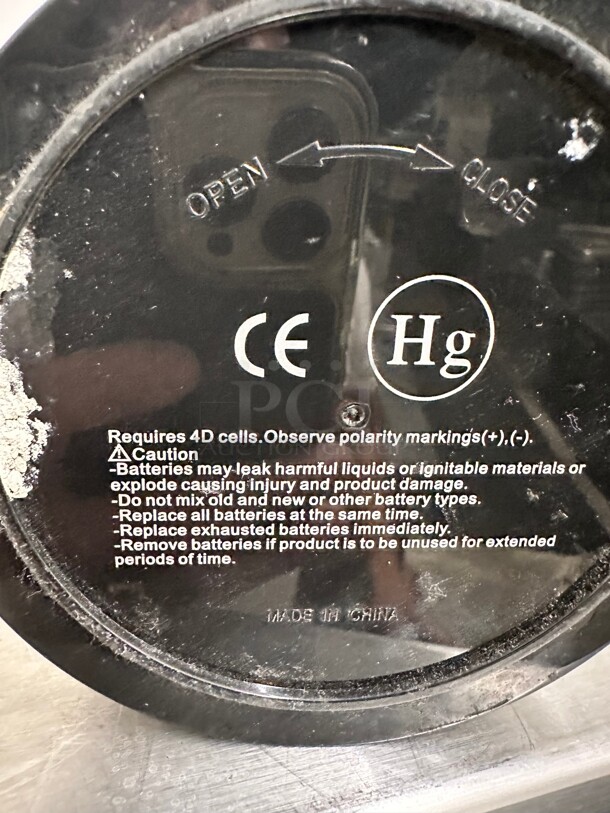 OPEN CLOSE
CE Hg
PCI
AUCTION GROUP
Requires 4D cells.Observe polarity markings(+),(-).
⚠Caution
-Batteries may leak harmful liquids or ignitable materials or
explode causing injury and product damage.
-Do not mix old and new or other battery types.
-Replace all batteries at the same time.
-Replace exhausted batteries immediately.
-Remove batteries if product is to be unused for extended
periods of time.
MADE IN CHINA